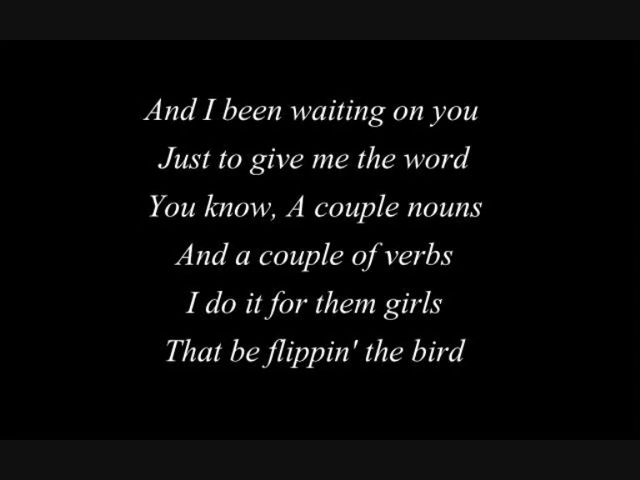 And I been waiting on you
Just to give me the word
You know, A couple nouns
And a couple of verbs
I do it for them girls
That be flippin' the bird